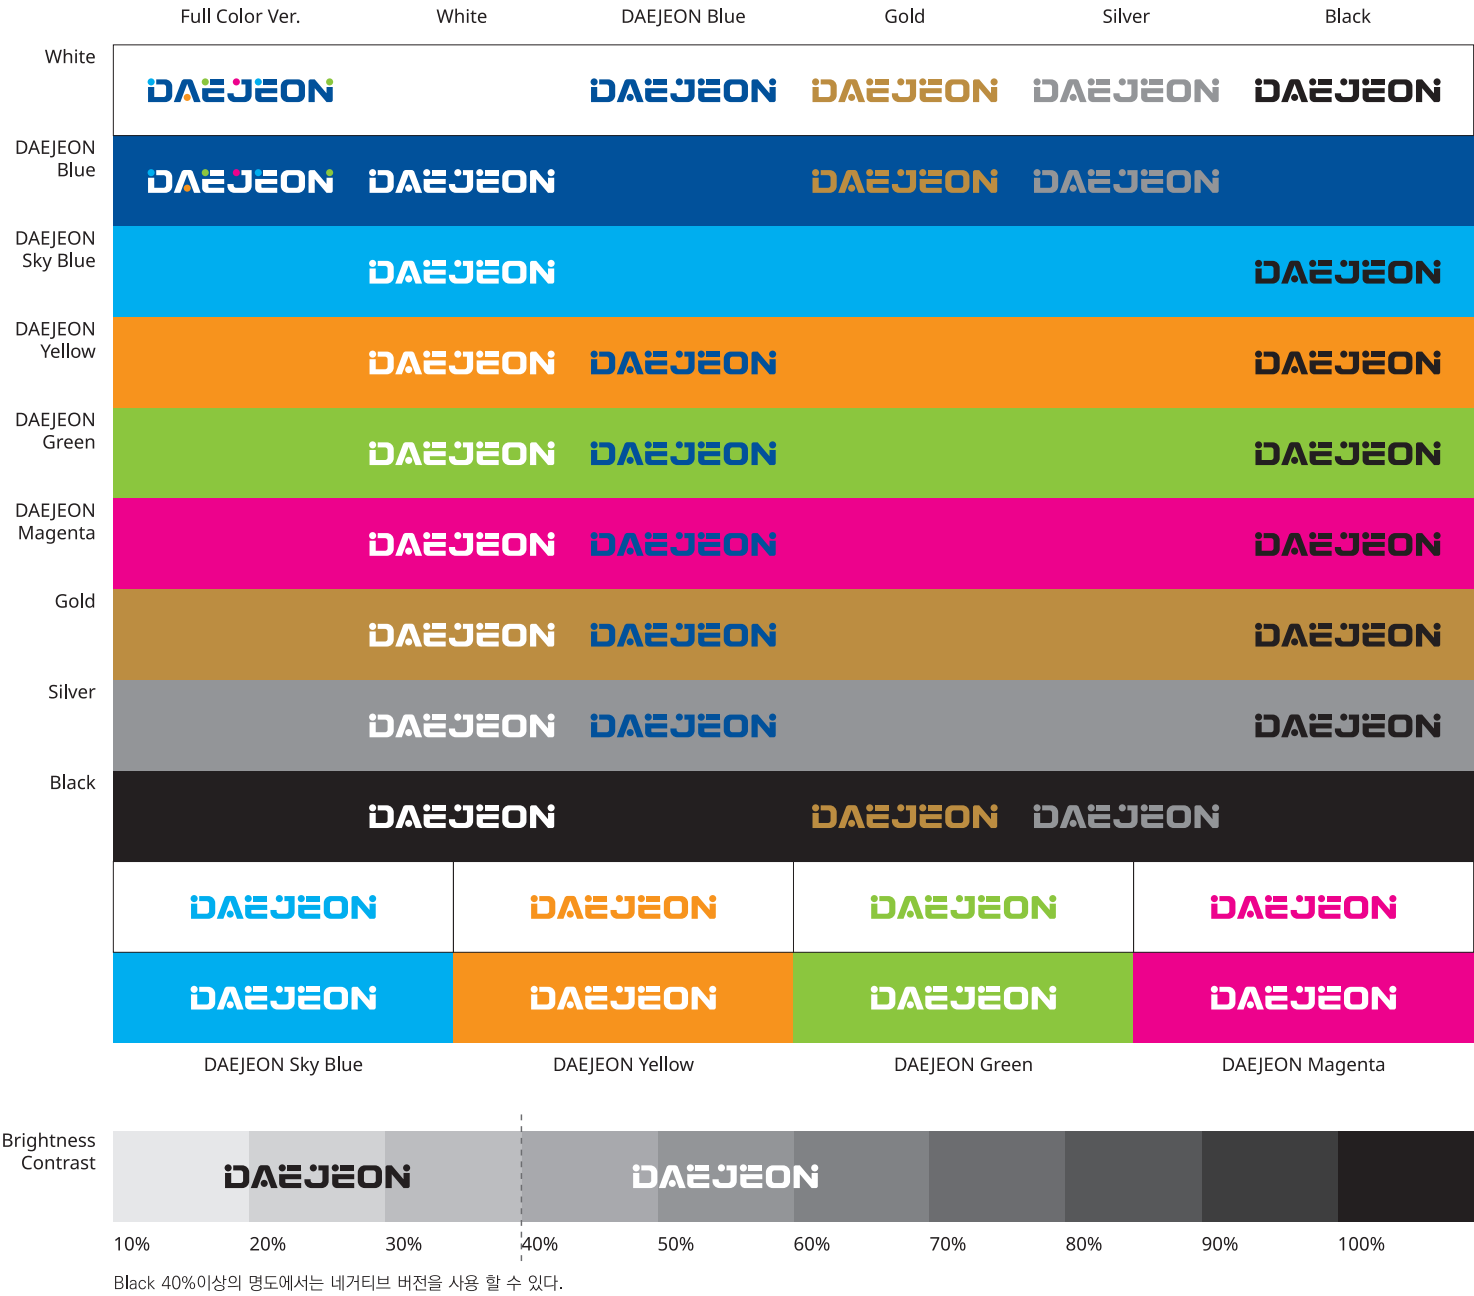 Full Color Ver. White DAEJEON Blue Gold Silver Black
White
DAEJEON DAEJEON DAEJEON DAEJEON DAEJEON
DAEJEON
Blue
DAEJEON DAEJEON DAEJEON DAEJEON
DAEJEON
Sky Blue
DAEJEON DAEJEON
DAEJEON
Yellow
DAEJEON DAEJEON DAEJEON
DAEJEON
Green
DAEJEON DAEJEON DAEJEON
DAEJEON
Magenta
DAEJEON DAEJEON DAEJEON
Gold
DAEJEON DAEJEON DAEJEON
Silver
DAEJEON DAEJEON DAEJEON
Black
DAEJEON DAEJEON DAEJEON
DAEJEON DAEJEON DAEJEON DAEJEON
DAEJEON DAEJEON DAEJEON DAEJEON
DAEJEON Sky Blue DAEJEON Yellow DAEJEON Green DAEJEON Magenta
Brightness
Contrast
DAEJEON DAEJEON
10% 20% 30% 40% 50% 60% 70% 80% 90% 100%
Black 40%이상의 명도에서는 네거티브 버전을 사용 할 수 있다.